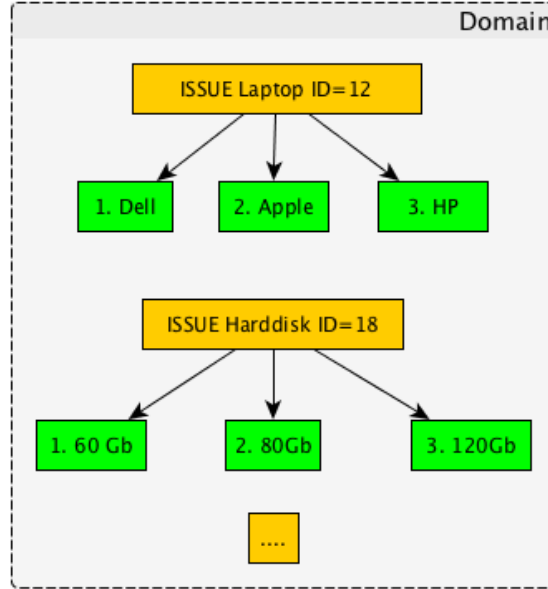 Domain
ISSUE Laptop ID=12
1. Dell
2. Apple
3. HP
ISSUE Harddisk ID=18
1. 60 Gb
2. 80Gb
3. 120Gb
....